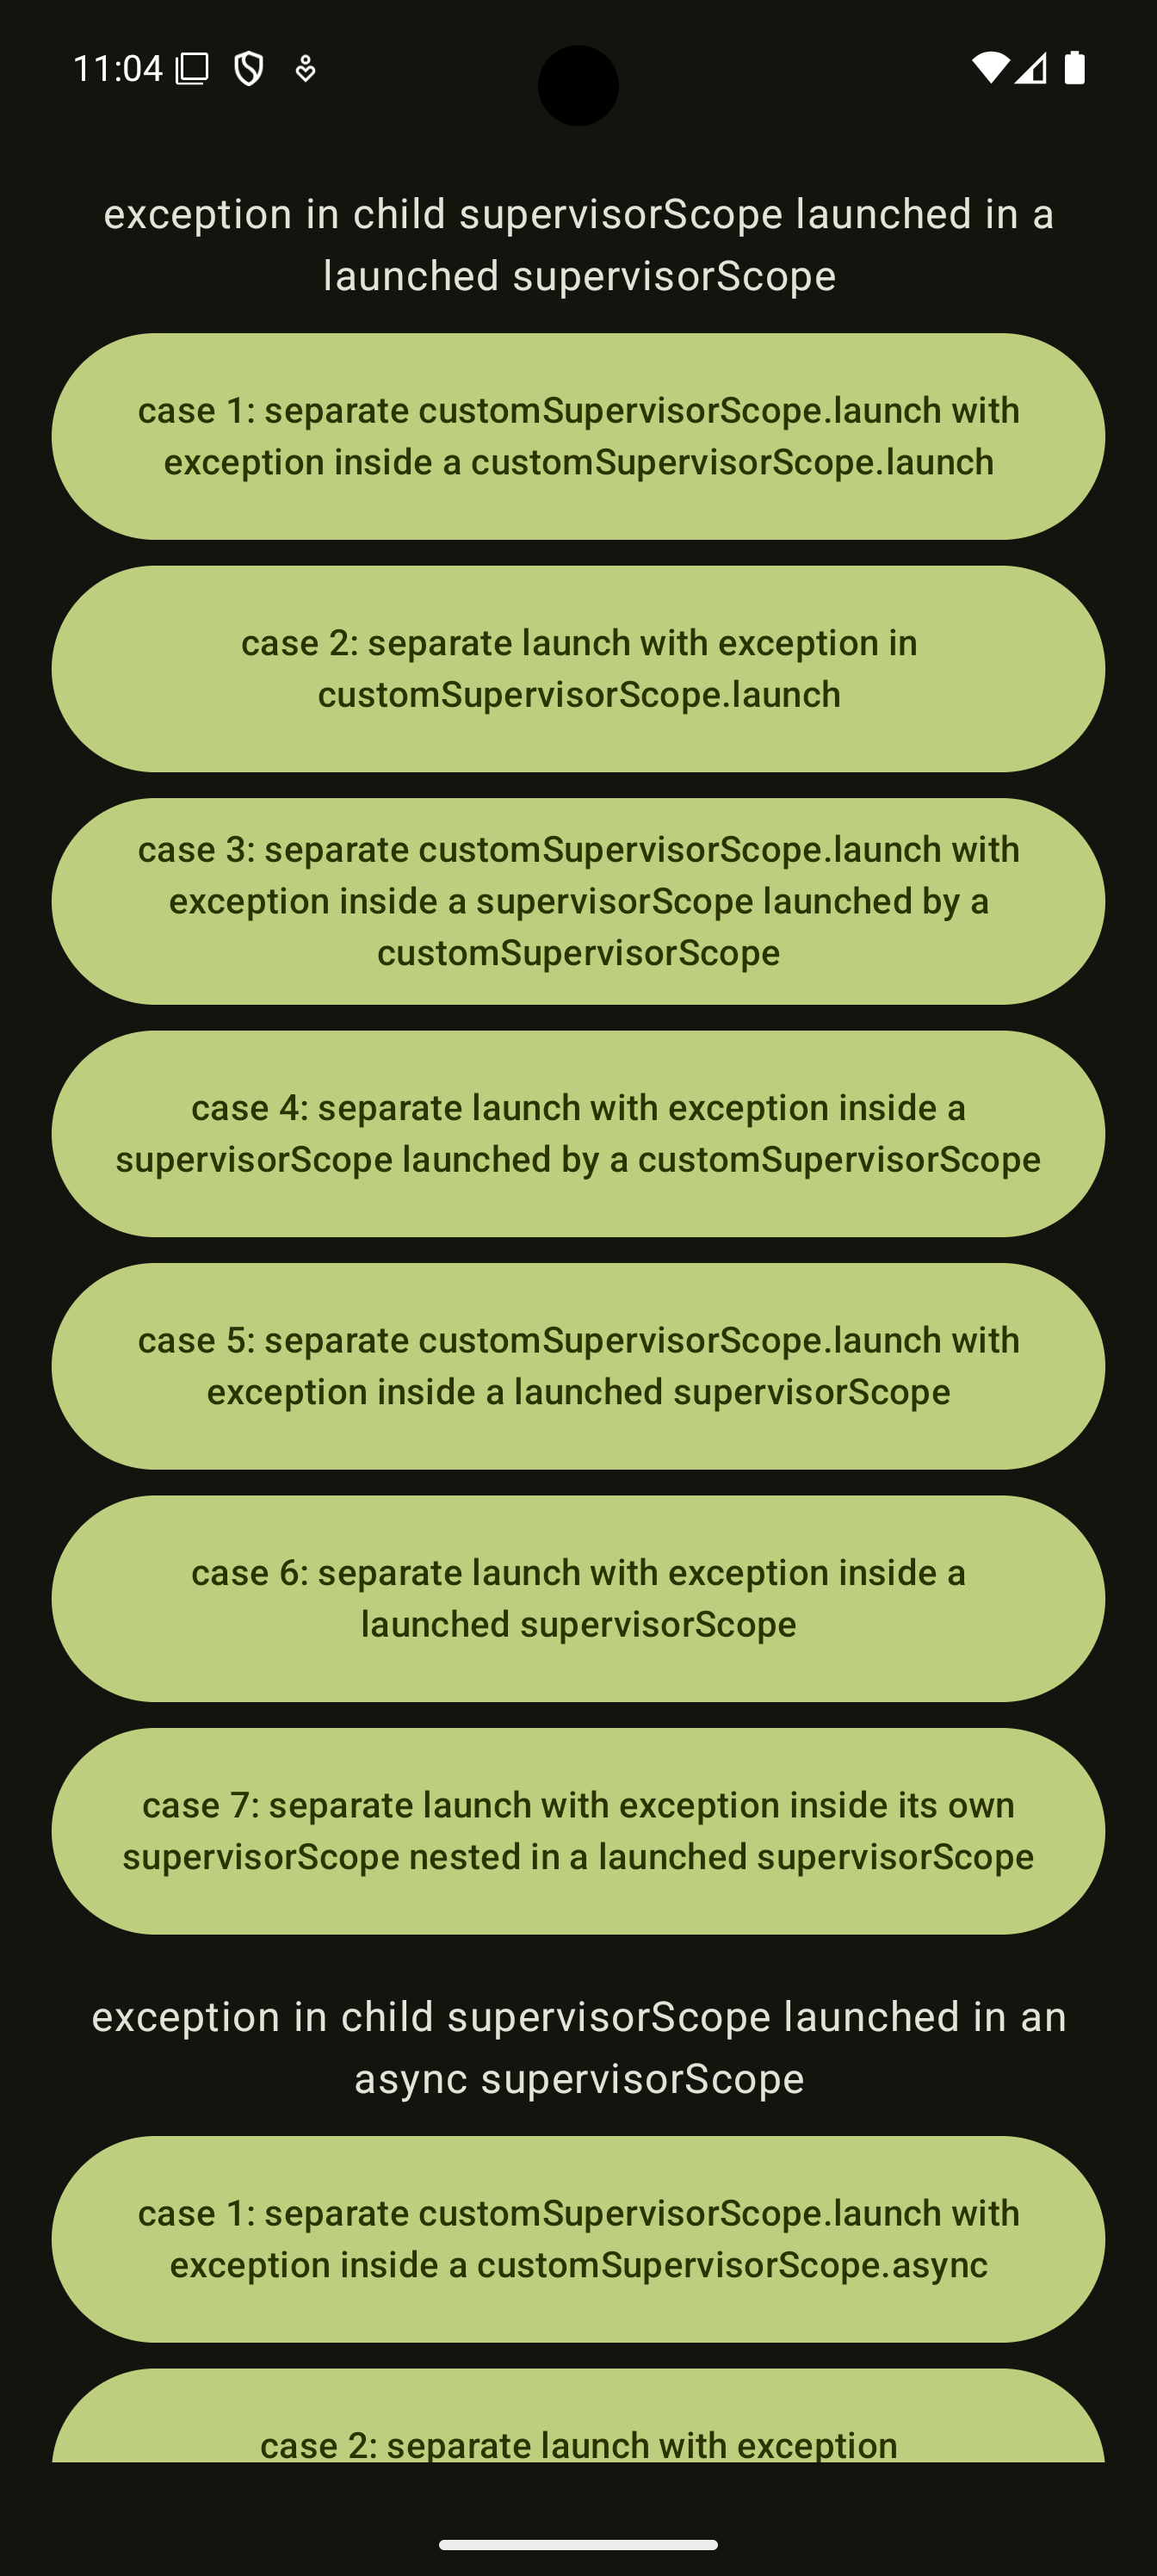 11:04
exception in child supervisorScope launched in a
launched supervisorScope
case 1: separate customSupervisorScope.launch with
exception inside a customSupervisorScope.launch
case 2: separate launch with exception in
customSupervisorScope.launch
case 3: separate customSupervisorScope.launch with
exception inside a supervisorScope launched by a
customSupervisorScope
case 4: separate launch with exception inside a
supervisorScope launched by a customSupervisorScope
case 5: separate customSupervisorScope.launch with
exception inside a launched supervisorScope
case 6: separate launch with exception inside a
launched supervisorScope
case 7: separate launch with exception inside its own
supervisorScope nested in a launched supervisorScope
exception in child supervisorScope launched in an
async supervisorScope
case 1: separate customSupervisorScope.launch with
exception inside a customSupervisorScope.async
case 2: separate launch with exception